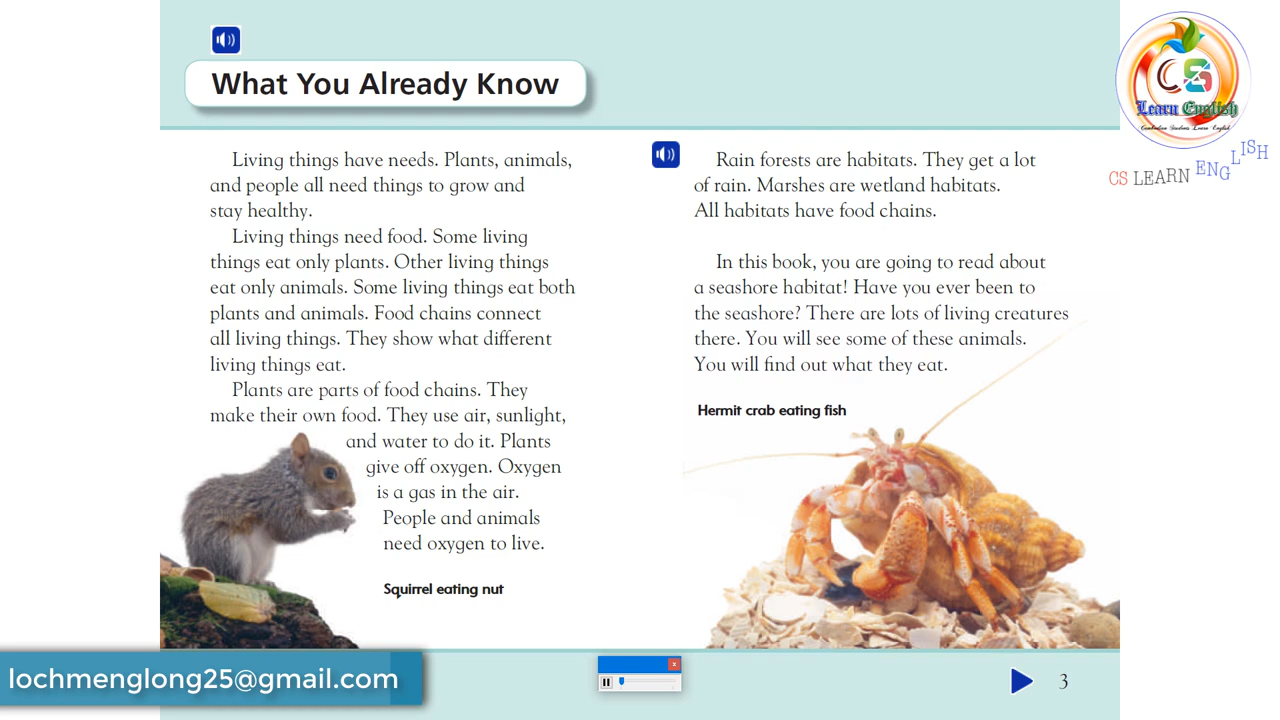 What You Already Know
Living things have needs. Plants, animals,
and people all need things to grow and
stay healthy.
Living things need food. Some living
things eat only plants. Other living things
eat only animals. Some living things eat both
plants and animals. Food chains connect
all living things. They show what different
living things eat.
Plants are parts of food chains. They
make their own food. They use air, sunlight,
and water to do it. Plants
give off oxygen. Oxygen
is a gas in the air.
People and animals
need oxygen to live.
Squirrel eating nut
Rain forests are habitats. They get a lot
of rain. Marshes are wetland habitats.
All habitats have food chains.
In this book, you are going to read about
a seashore habitat! Have you ever been to
the seashore? There are lots of living creatures
there. You will see some of these animals.
You will find out what they eat.
Hermit crab eating fish
3
CS
Learn English
Cambodian Students Learn English
CS LEARN ENGLISH
lochmenglong25@gmail.com
x